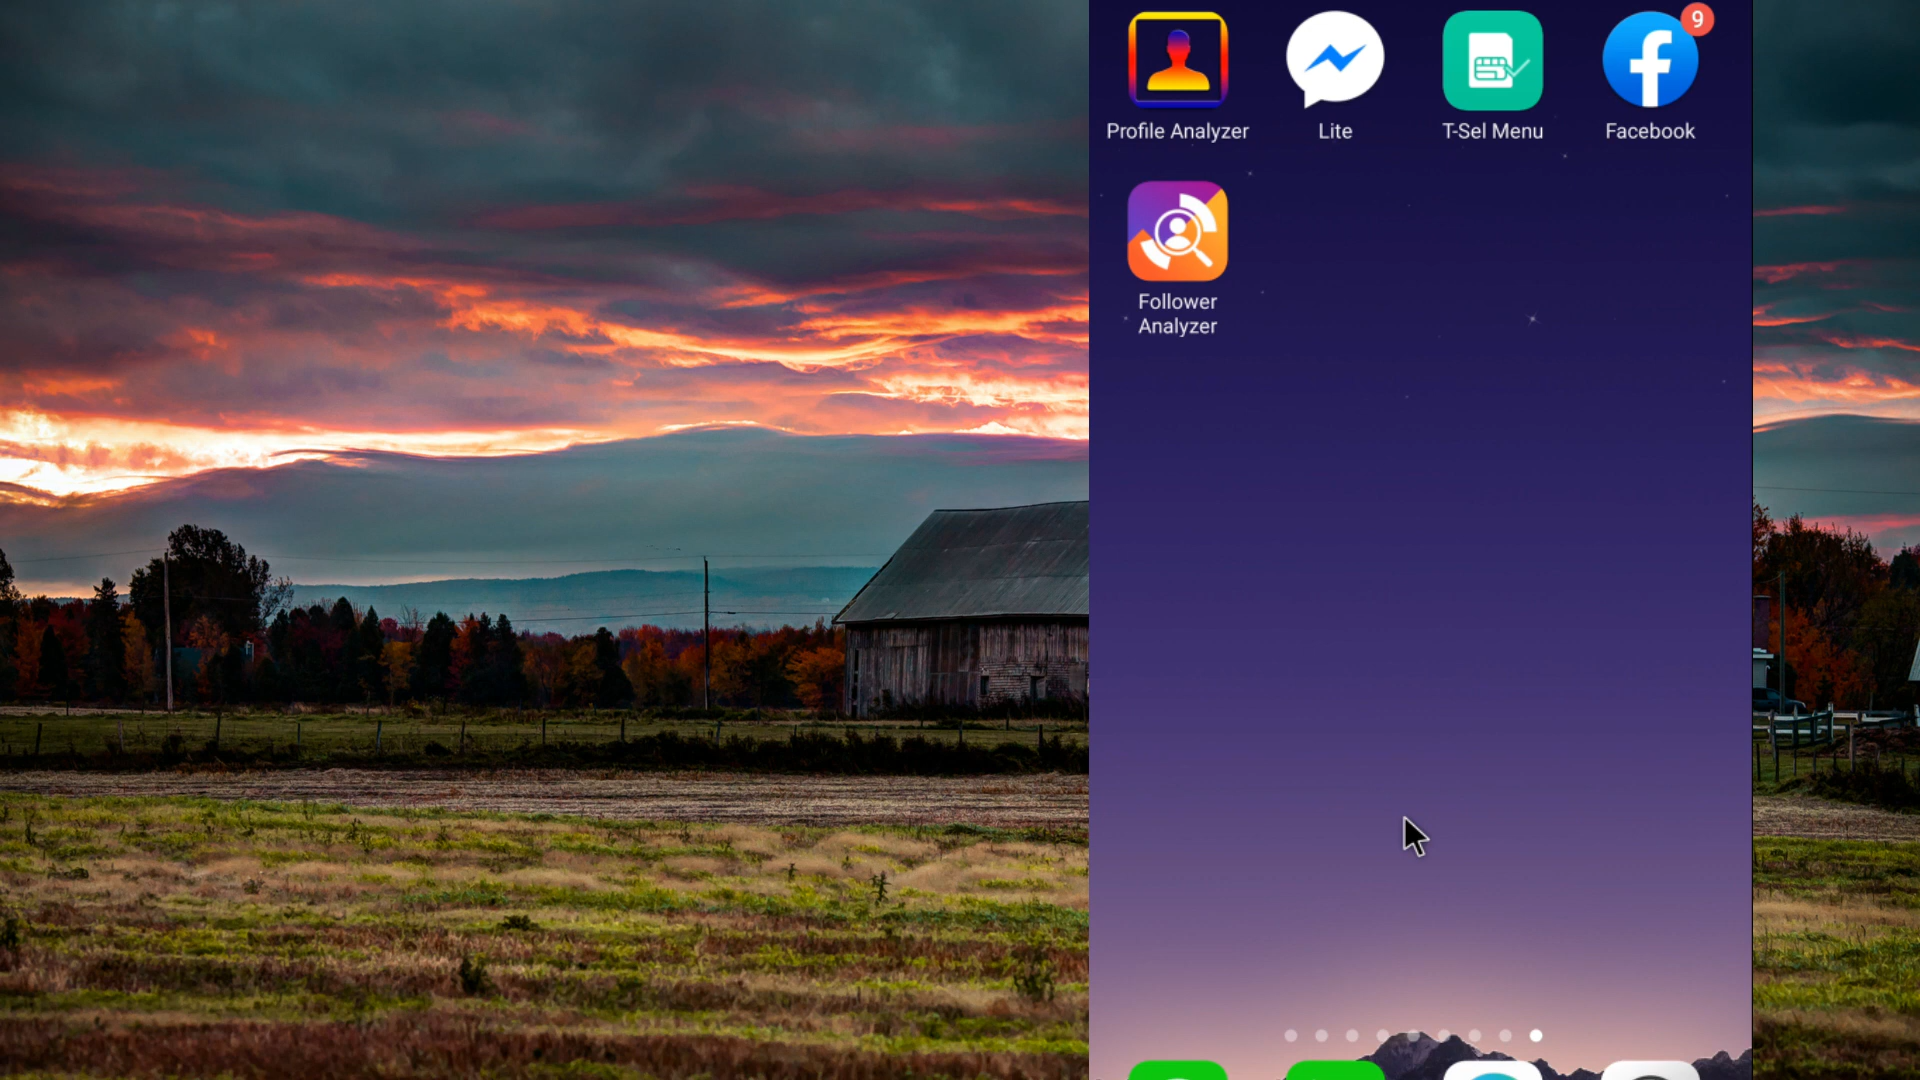 9
Profile Analyzer
Lite
T-Sel Menu
Facebook
Follower
Analyzer